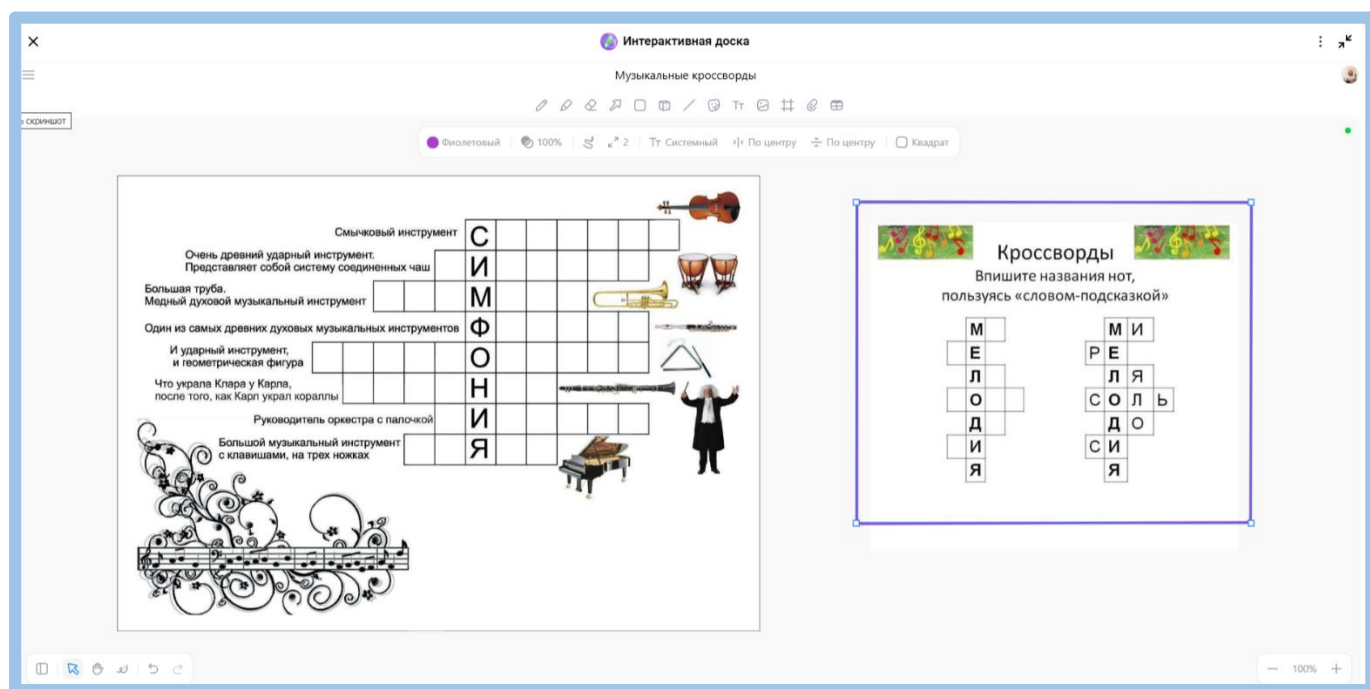 Интерактивная доска
Музыкальные кроссворды
ь скриншот
Фиолетовый 100% 2 Тт Системный По центру По центру Квадрат
Смычковый инструмент
Очень древний ударный инструмент.
Представляет собой систему соединенных чаш
Большая труба.
Медный духовой музыкальный инструмент
Один из самых древних духовых музыкальных инструментов
И ударный инструмент,
и геометрическая фигура
Что украла Клара у Карла,
после того, как Карл украл кораллы
Руководитель оркестра с палочкой
Большой музыкальный инструмент
с клавишами, на трех ножках
С
И
М
Ф
О
Н
И
Я
Кроссворды
Впишите названия нот,
пользуясь «словом-подсказкой»
М
Е
Л
О
Д
И
Я
М И
Р Е
Л Я
С О Л Ь
Д О
С И
Я
100%